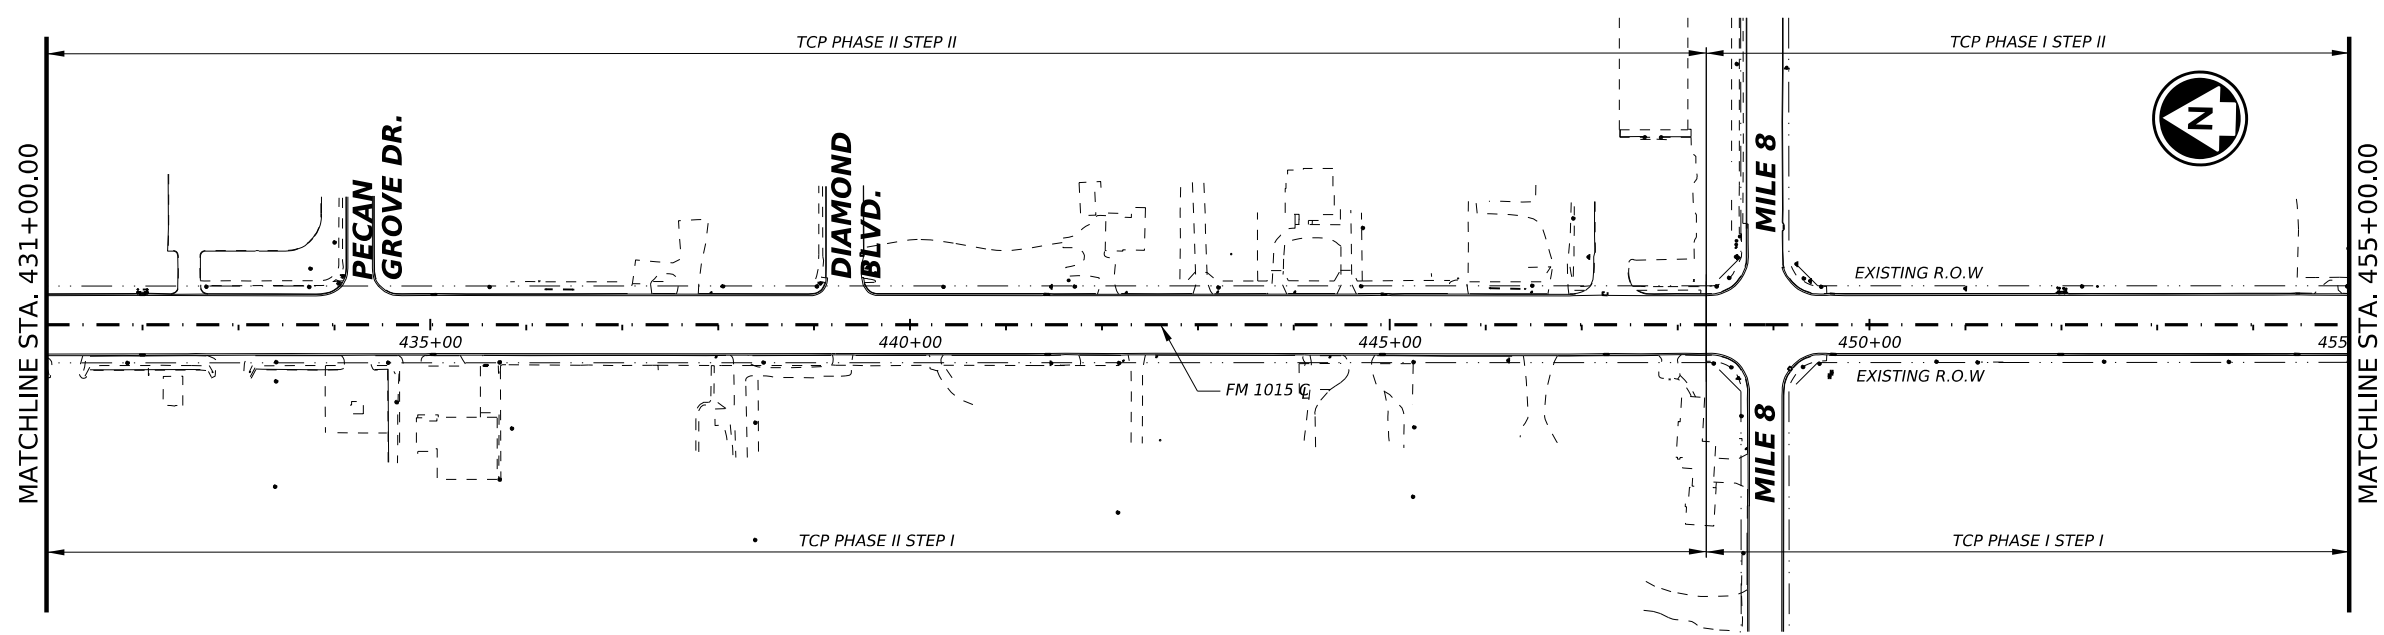 TCP PHASE II STEP II
TCP PHASE I STEP II
N
MATCHLINE STA. 431+00.00
PECAN
GROVE DR.
DIAMOND
BLVD.
MILE 8
MATCHLINE STA. 455+00.00
EXISTING R.O.W
435+00
440+00
445+00
450+00
455
EXISTING R.O.W
FM 1015 ℄
MILE 8
TCP PHASE II STEP I
TCP PHASE I STEP I